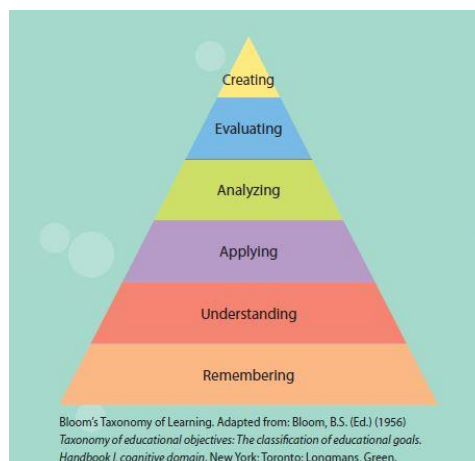 Creating
Evaluating
Analyzing
Applying
Understanding
Remembering
Bloom's Taxonomy of Learning. Adapted from: Bloom, B.S. (Ed.) (1956)
Taxonomy of educational objectives: The classification of educational goals.
Handbook I, cognitive domain. New York; Toronto: Longmans, Green.